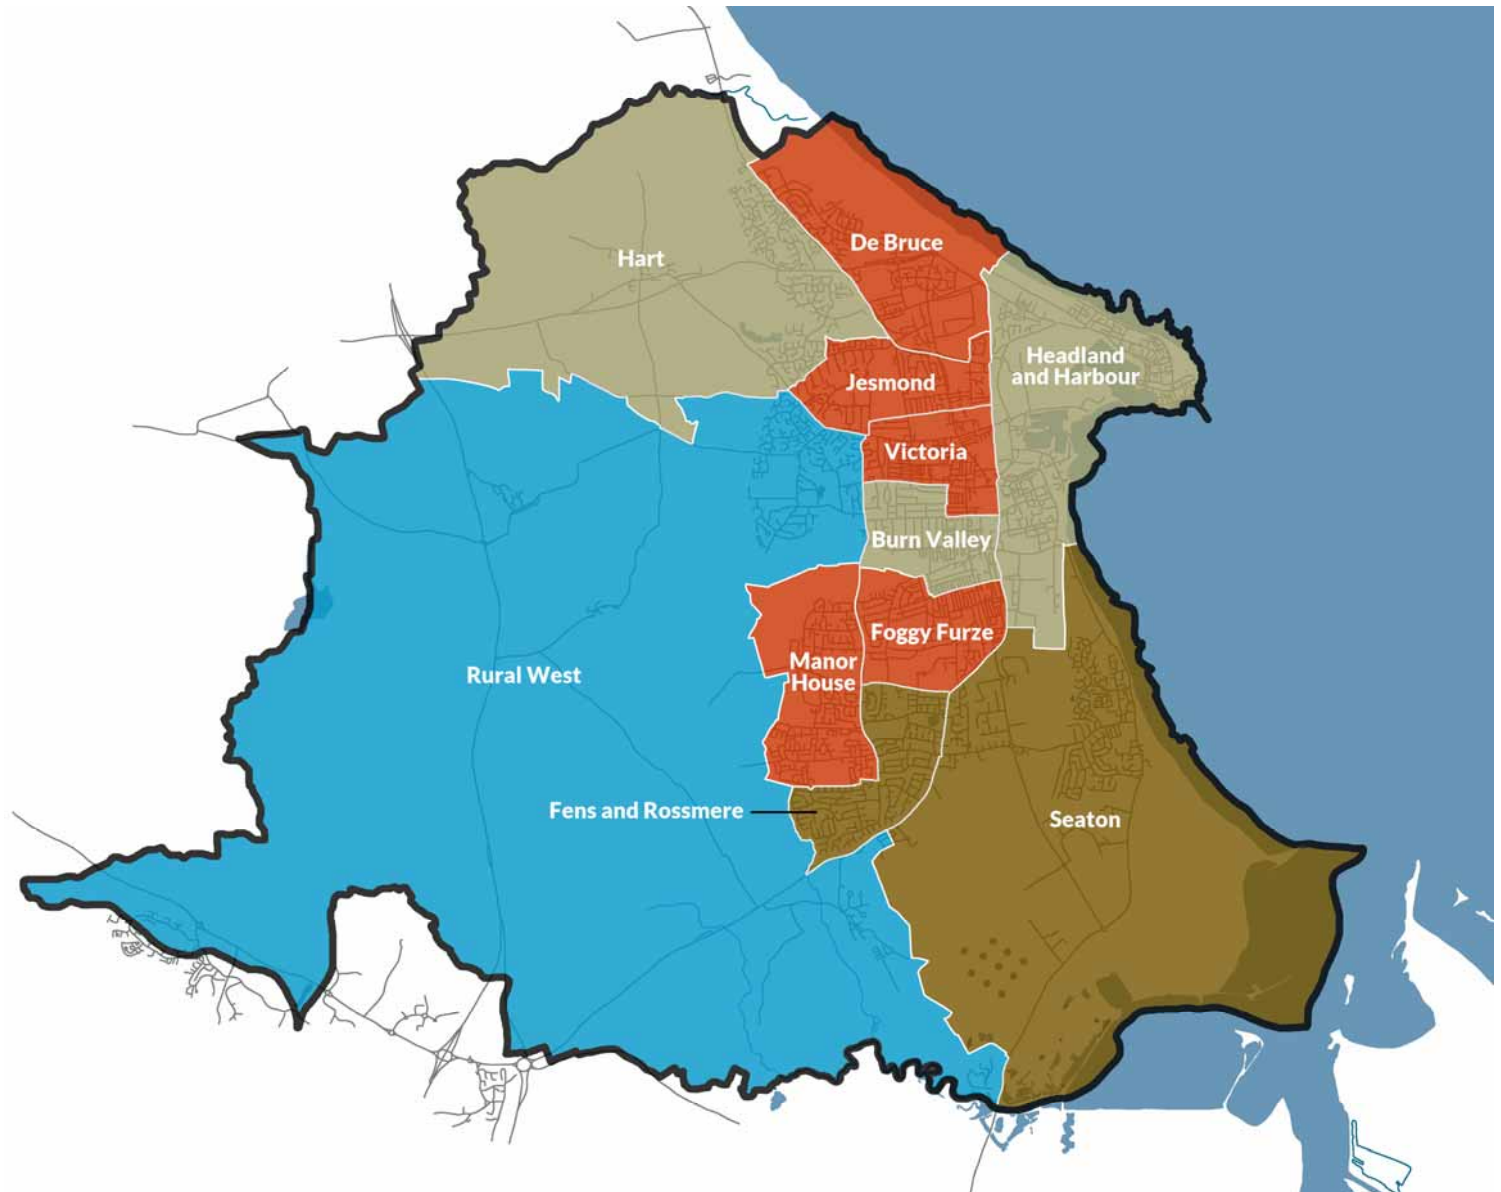 De Bruce
Hart
Headland
and Harbour
Jesmond
Victoria
Burn Valley
Foggy Furze
Manor
House
Rural West
Fens and Rossmere
Seaton